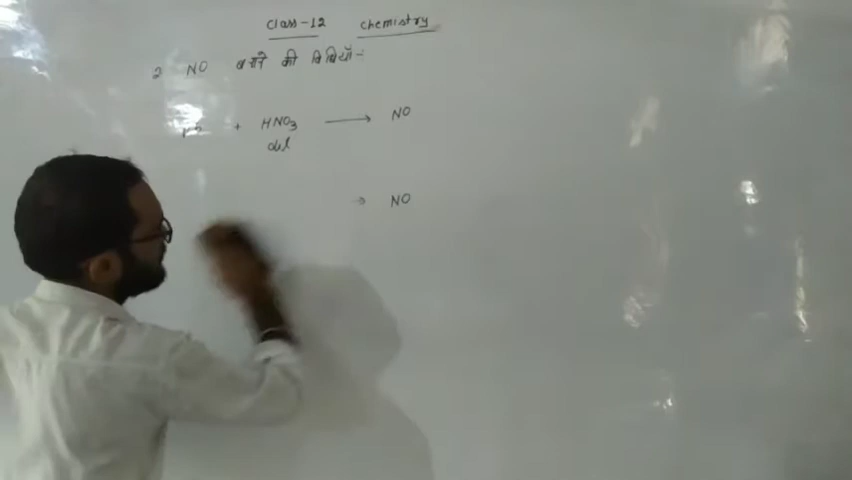 Class-12 Chemistry
2 NO बनाने की विधियाँ:-
+ HNO3 ⟶ NO
dil
→ NO